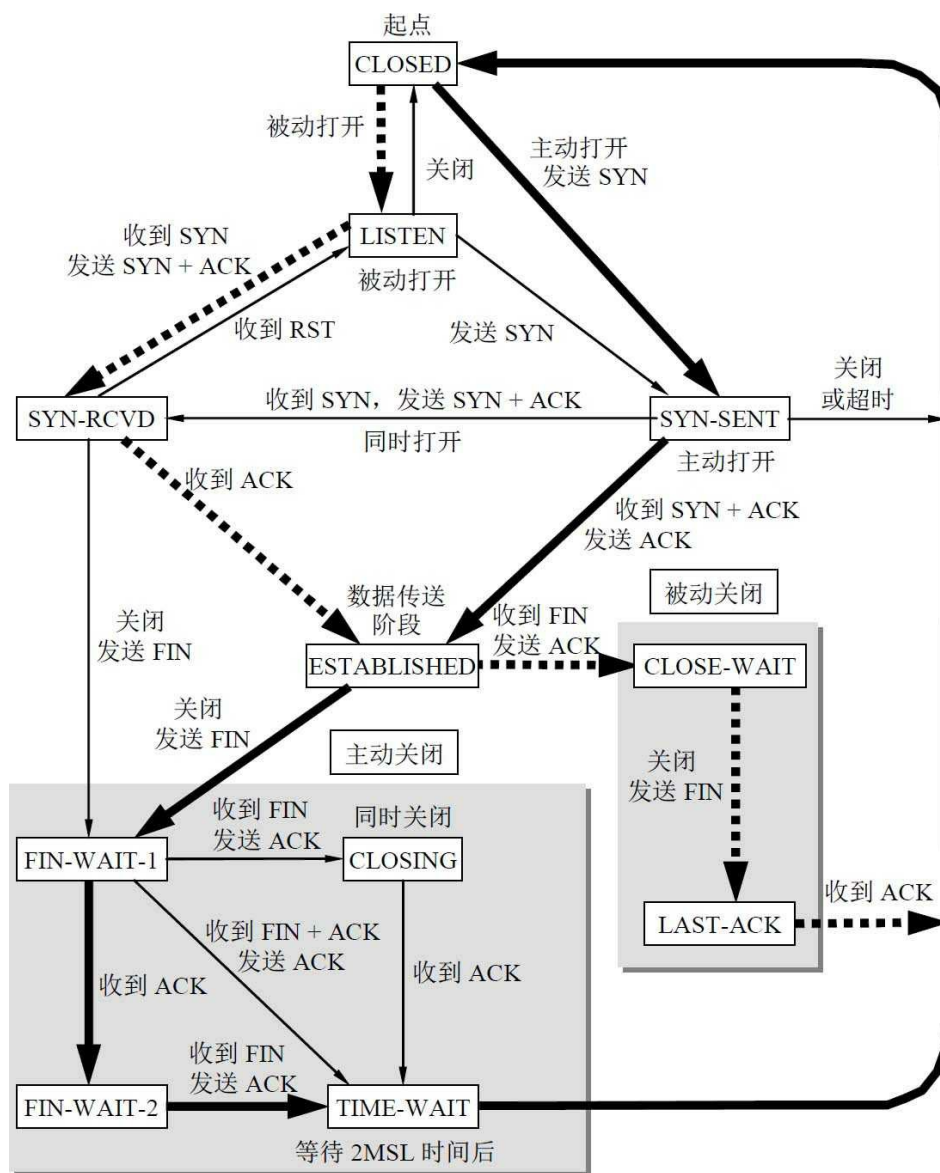 起点
CLOSED
被动打开
关闭
主动打开
发送 SYN
收到 SYN
发送 SYN + ACK
LISTEN
被动打开
收到 RST
发送 SYN
关闭
或超时
SYN-RCVD
收到 SYN，发送 SYN + ACK
同时打开
SYN-SENT
主动打开
收到 ACK
收到 SYN + ACK
发送 ACK
数据传送
阶段
被动关闭
关闭
发送 FIN
收到 FIN
发送 ACK
ESTABLISHED
CLOSE-WAIT
关闭
发送 FIN
主动关闭
关闭
发送 FIN
收到 FIN
发送 ACK
同时关闭
FIN-WAIT-1
CLOSING
LAST-ACK
收到 ACK
收到 FIN + ACK
发送 ACK
收到 ACK
收到 ACK
收到 FIN
发送 ACK
FIN-WAIT-2
TIME-WAIT
等待 2MSL 时间后